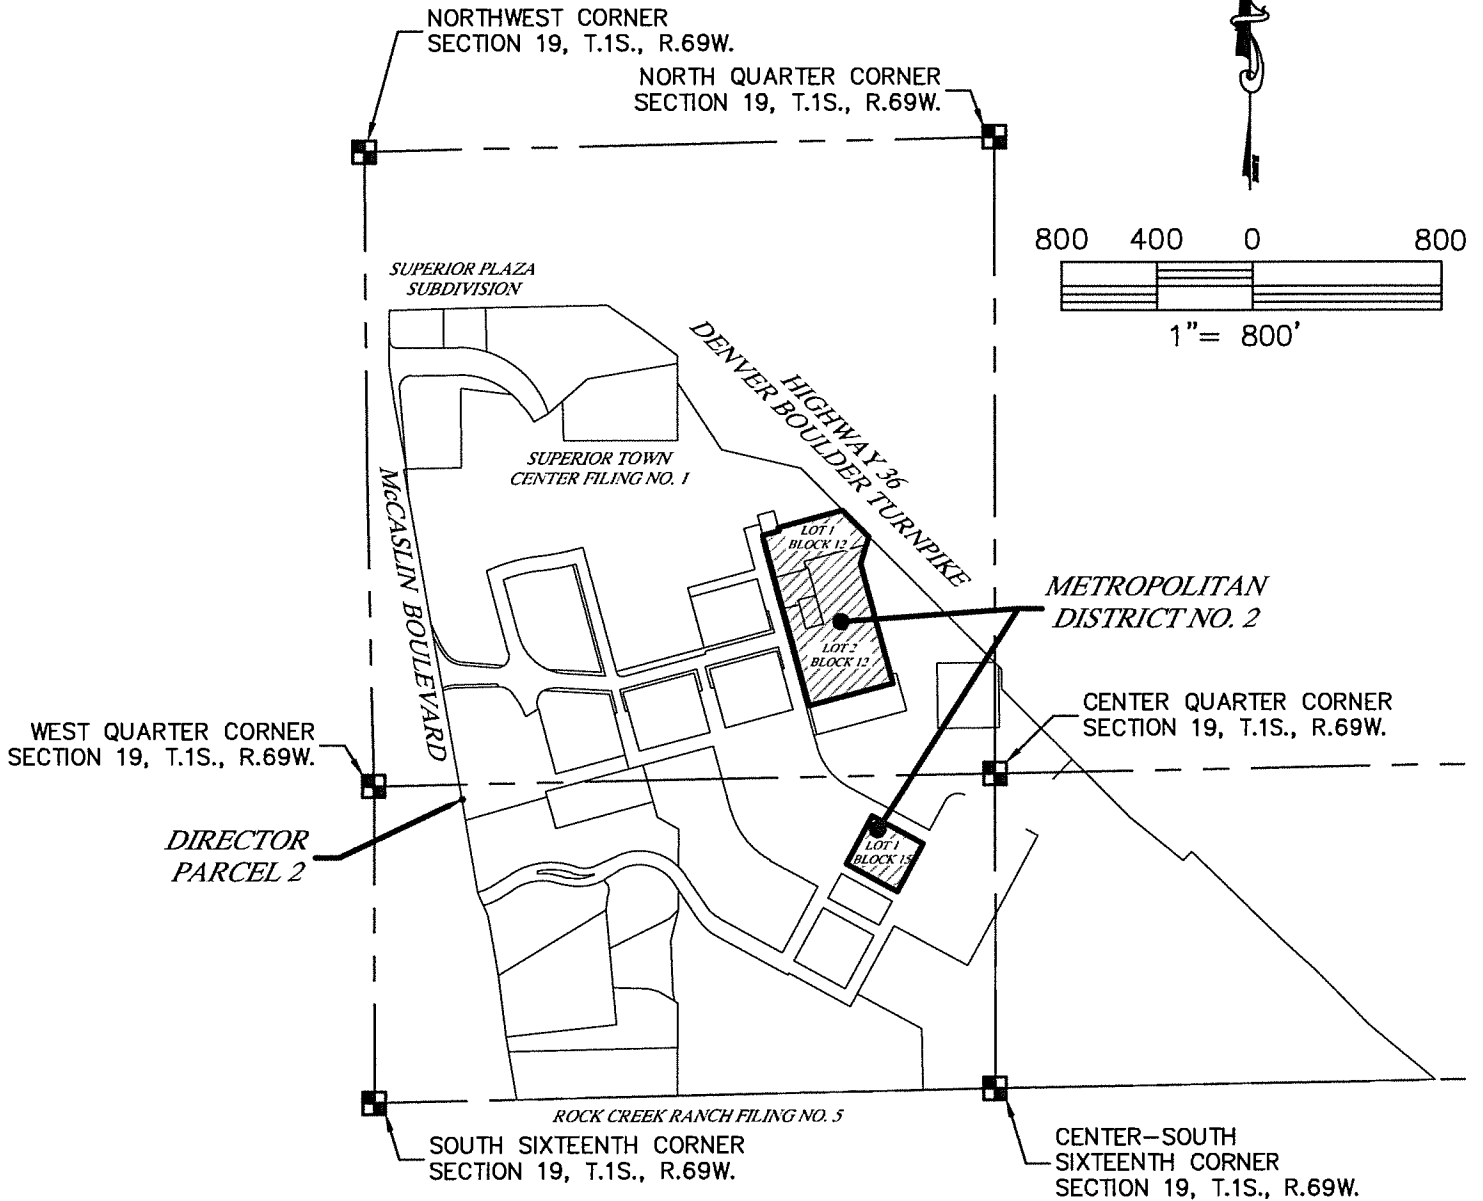 NORTHWEST CORNER
SECTION 19, T.1S., R.69W.
NORTH QUARTER CORNER
SECTION 19, T.1S., R.69W.
800 400 0 800
1"= 800'
SUPERIOR PLAZA
SUBDIVISION
HIGHWAY 36
DENVER BOULDER TURNPIKE
SUPERIOR TOWN
CENTER FILING NO. 1
McCASLIN BOULEVARD
LOT 1
BLOCK 12
METROPOLITAN
DISTRICT NO. 2
LOT 2
BLOCK 12
CENTER QUARTER CORNER
SECTION 19, T.1S., R.69W.
WEST QUARTER CORNER
SECTION 19, T.1S., R.69W.
DIRECTOR
PARCEL 2
LOT 1
BLOCK 15
ROCK CREEK RANCH FILING NO. 5
SOUTH SIXTEENTH CORNER
SECTION 19, T.1S., R.69W.
CENTER-SOUTH
SIXTEENTH CORNER
SECTION 19, T.1S., R.69W.